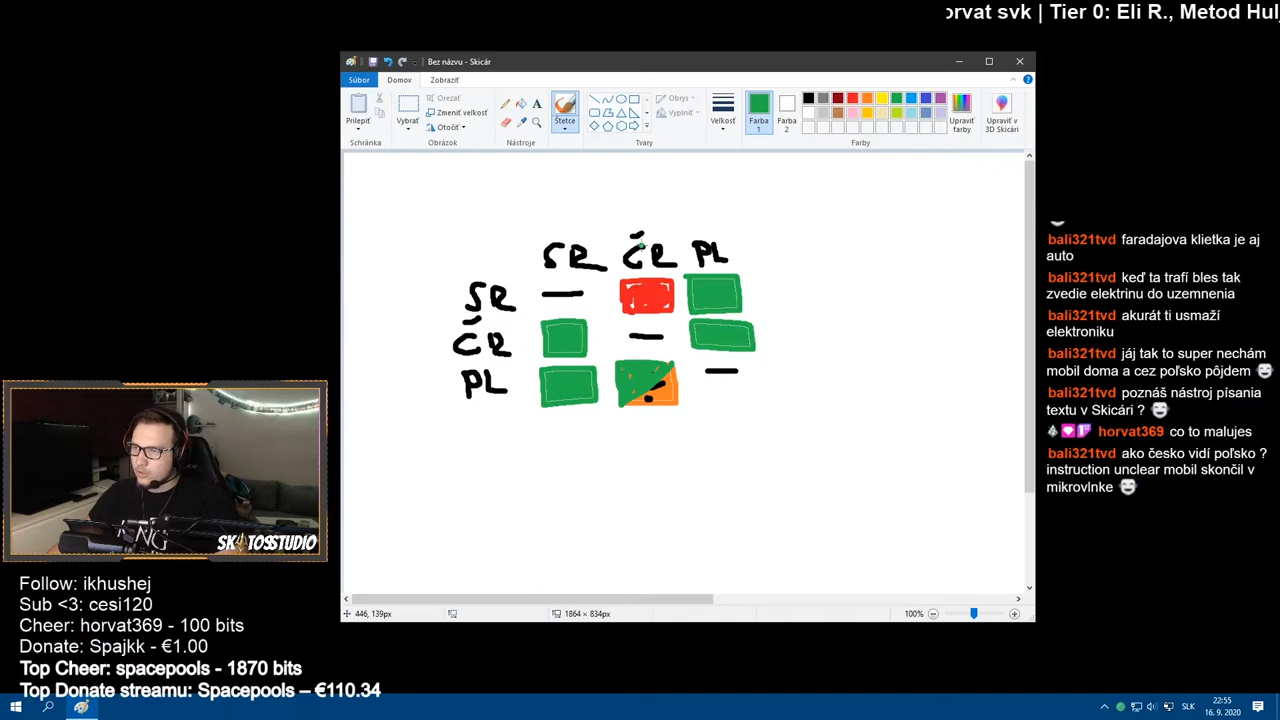 orvat svk | Tier 0: Eli R., Metod Hul
Bez názvu - Skicár
Súbor
Domov
Zobraziť
Prilepiť
Schránka
Vybrať
Orezať
Zmeniť veľkosť
Otočiť
Obrázok
A
Nástroje
Štetce
Obrys
Vyplniť
Tvary
Veľkosť
Farba
1
Farba
2
Upraviť
farby
Upraviť v
3D Skicári
Farby
SR ČR PL
SR
ČR
PL
446, 139px
1864 × 834px
100%
bali321tvd faradajova klietka je aj
auto
bali321tvd keď ta trafí bles tak
zvedie elektrinu do uzemnenia
bali321tvd akurát ti usmaží
elektroniku
bali321tvd jáj tak to super nechám
mobil doma a cez poľsko pôjdem
bali321tvd poznáš nástroj písania
textu v Skicári ?
horvat369 co to malujes
bali321tvd ako česko vidí poľsko ?
instruction unclear mobil skončil v
mikrovlnke
SK TOSSTUDIO
Follow: ikhushej
Sub <3: cesi120
Cheer: horvat369 - 100 bits
Donate: Spajkk - €1.00
Top Cheer: spacepools - 1870 bits
Top Donate streamu: Spacepools – €110.34
SLK
22:55
16. 9. 2020